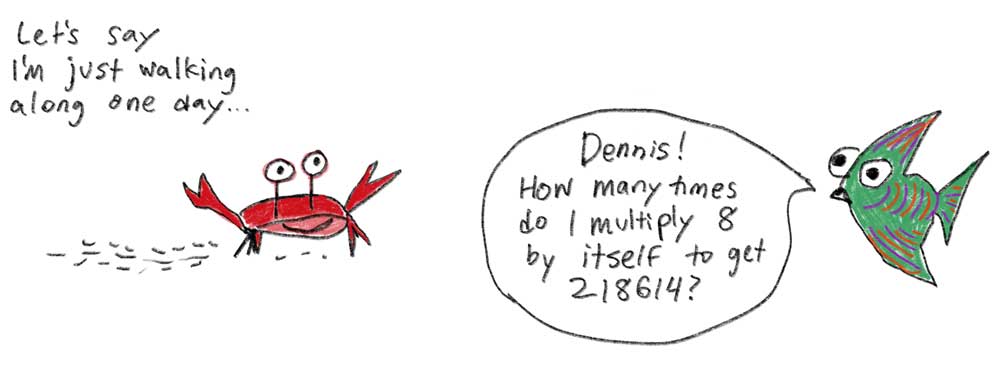 Let's say
I'm just walking
along one day...
Dennis!
How many times
do I multiply 8
by itself to get
218614?